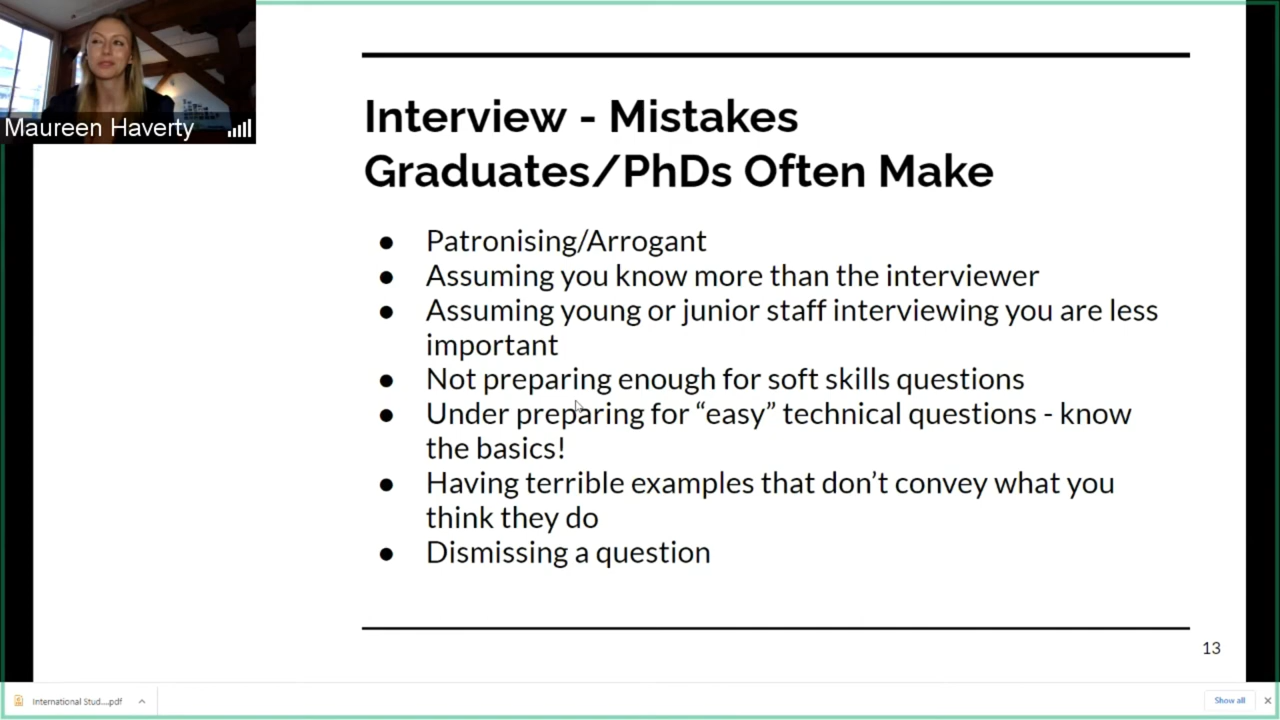 Maureen Haverty
Interview - Mistakes
Graduates/PhDs Often Make
● Patronising/Arrogant
● Assuming you know more than the interviewer
● Assuming young or junior staff interviewing you are less
important
● Not preparing enough for soft skills questions
● Under preparing for “easy” technical questions - know
the basics!
● Having terrible examples that don’t convey what you
think they do
● Dismissing a question
13
International Stud....pdf
Show all